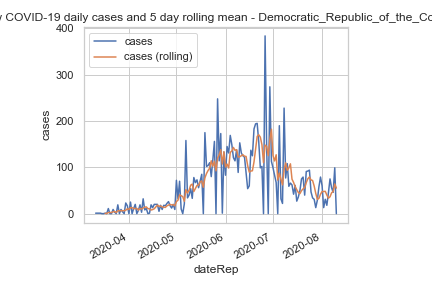 COVID-19 daily cases and 5 day rolling mean - Democratic_Republic_of_the_Co
cases
cases (rolling)
400
300
200
100
0
cases
2020-04
2020-05
2020-06
2020-07
2020-08
dateRep